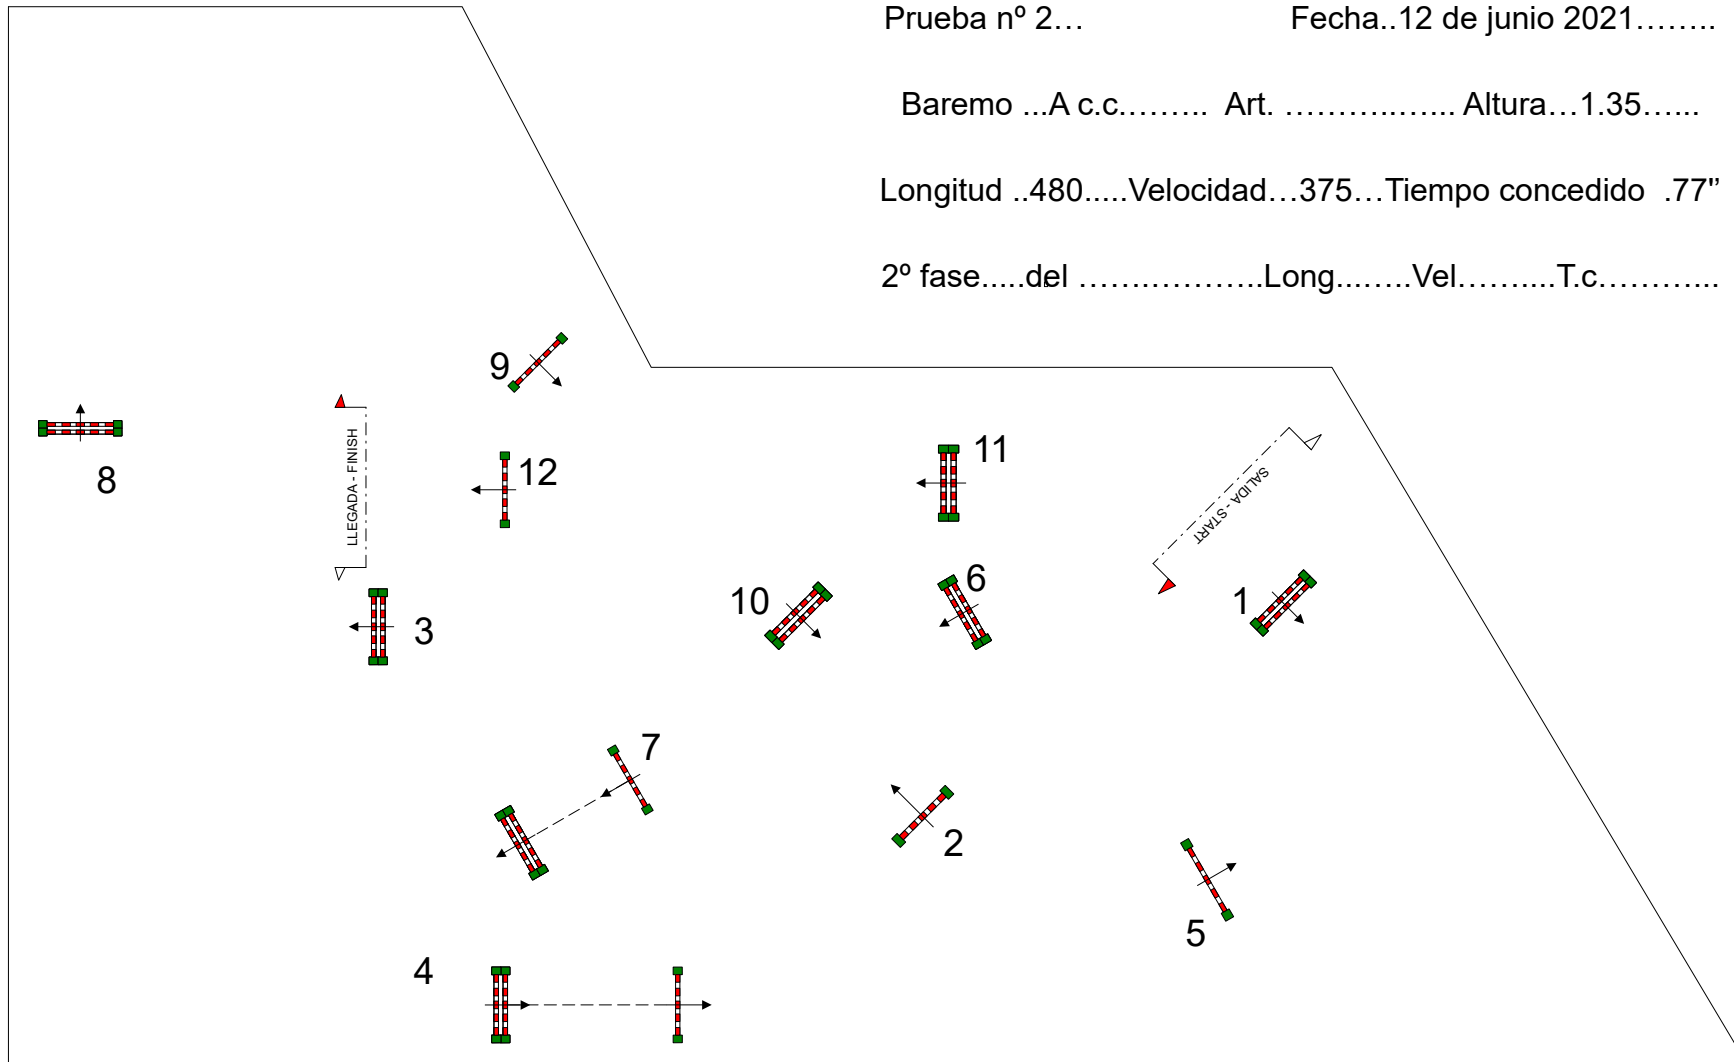 Prueba nº 2… Fecha..12 de junio 2021……..
Baremo ...A c.c.…….. Art. ………..…... Altura…1.35…...
Longitud ..480.....Velocidad…375…Tiempo concedido .77"
2º fase.....del ……..………..Long...…..Vel.…….....T.c.………...
9
8
LLEGADA - FINISH
12
11
SALIDA - START
3
10
6
1
7
2
5
4